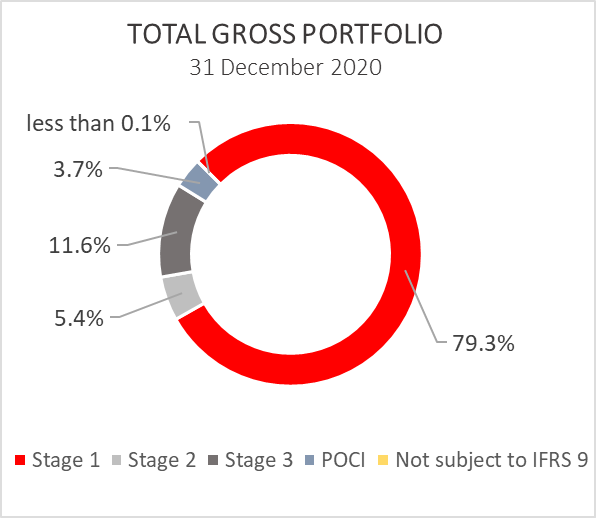 TOTAL GROSS PORTFOLIO
31 December 2020
less than 0.1%
3.7%
11.6%
5.4%
79.3%
Stage 1 Stage 2 Stage 3 POCI Not subject to IFRS 9